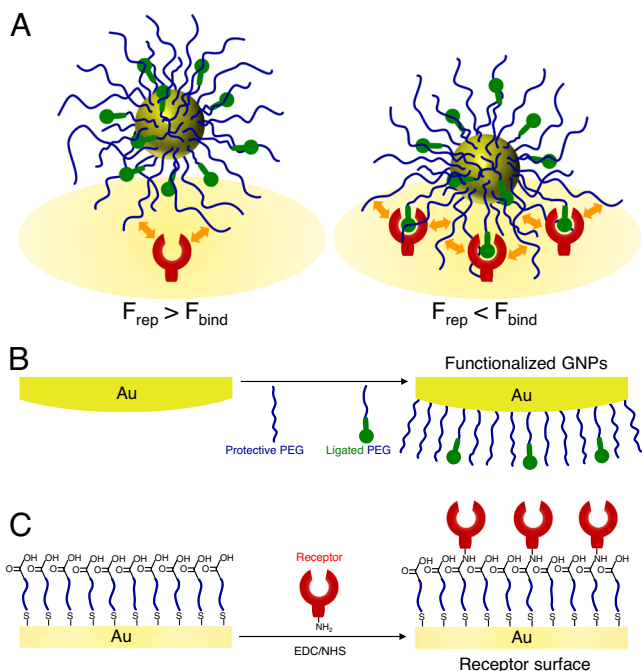 A
F_rep > F_bind
F_rep < F_bind
B
Functionalized GNPs
Au
Au
Protective PEG
Ligated PEG
C
Receptor
OH OH OH OH OH OH OH OH OH
O O O O O O O O O
S S S S S S S S S
Au
NH₂
EDC/NHS
OH OH OH OH OH OH
NH NH NH
O O O O O O O O O
S S S S S S S S S
Au
Receptor surface